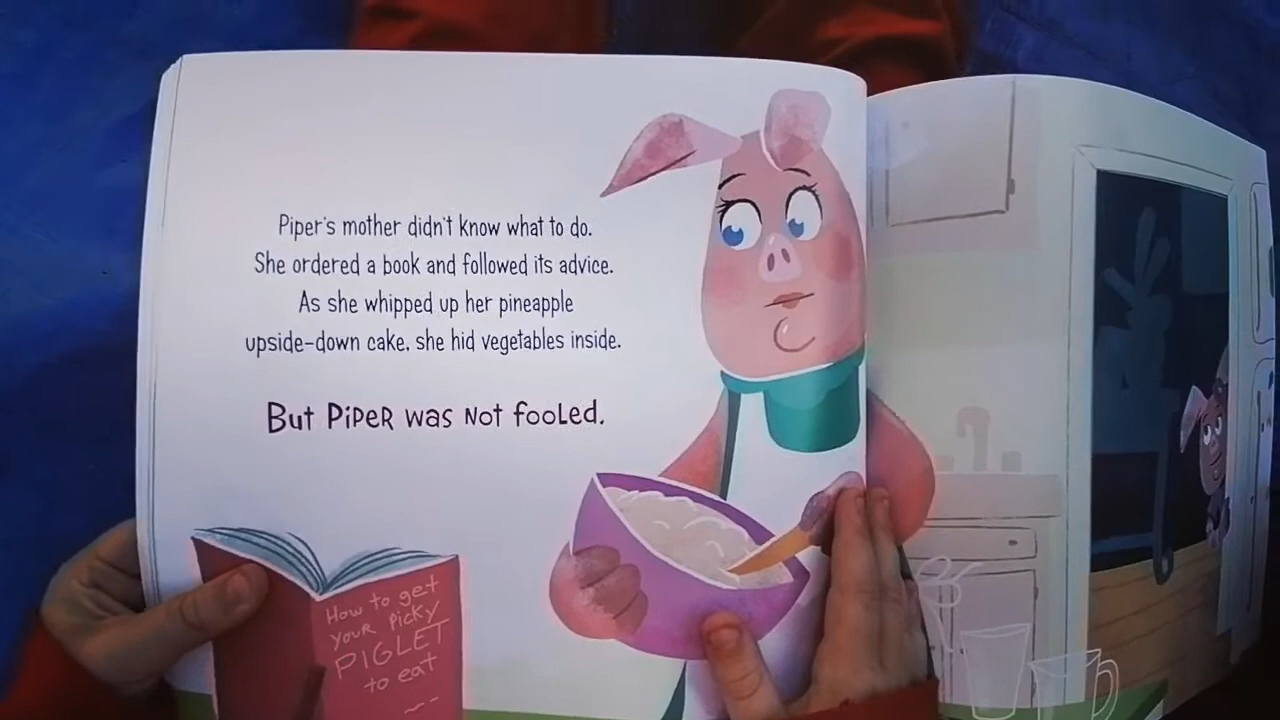 Piper's mother didn't know what to do.
She ordered a book and followed its advice.
As she whipped up her pineapple
upside-down cake, she hid vegetables inside.
But PiPER was Not fooLed.
How to get
youR Picky
PIGLET
to eat